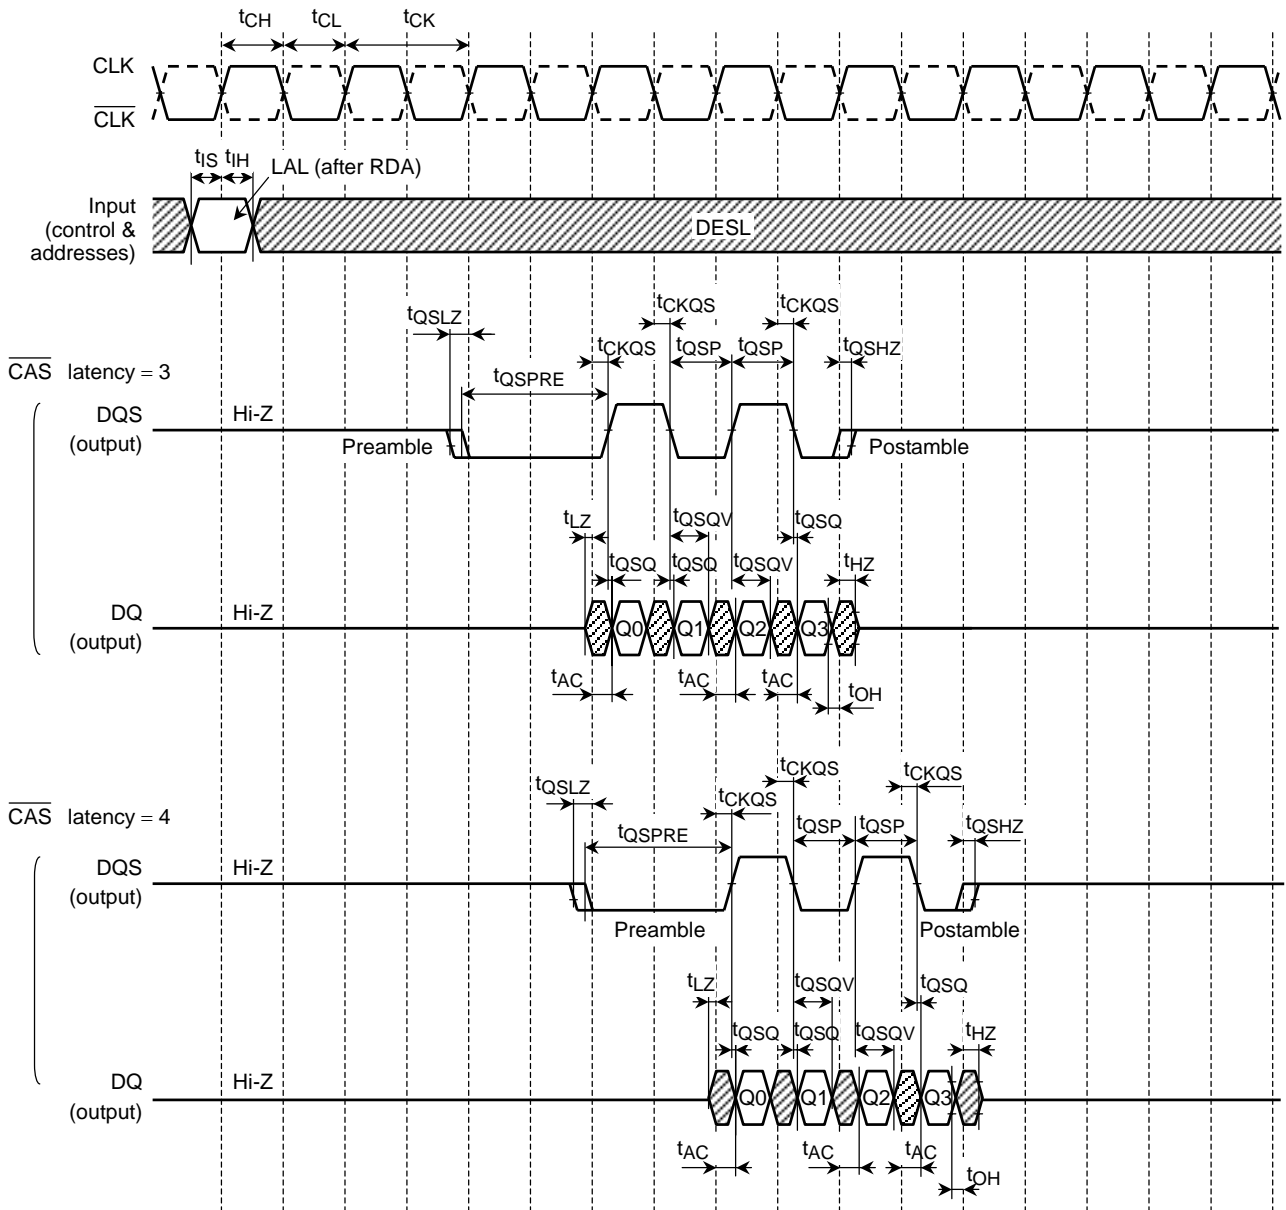 tCH tCL tCK
CLK
CLK
tIS tIH LAL (after RDA)
Input
(control &
addresses)
DESL
tCKQS tCKQS
tQSLZ
tCKQS tQSP tQSP tQSHZ
CAS latency = 3
tQSPRE
DQS
(output)
Hi-Z
Preamble
Postamble
tLZ tQSQV tQSQ
tQSQ tQSQ tQSQV tHZ
DQ
(output)
Hi-Z
Q0 Q1 Q2 Q3
tAC tAC tAC
tOH
tCKQS tCKQS
tQSLZ
tCKQS
CAS latency = 4
tQSPRE tQSP tQSP tQSHZ
DQS
(output)
Hi-Z
Preamble
Postamble
tLZ tQSQV tQSQ
tQSQ tQSQ tQSQV tHZ
DQ
(output)
Hi-Z
Q0 Q1 Q2 Q3
tAC tAC tAC
tOH